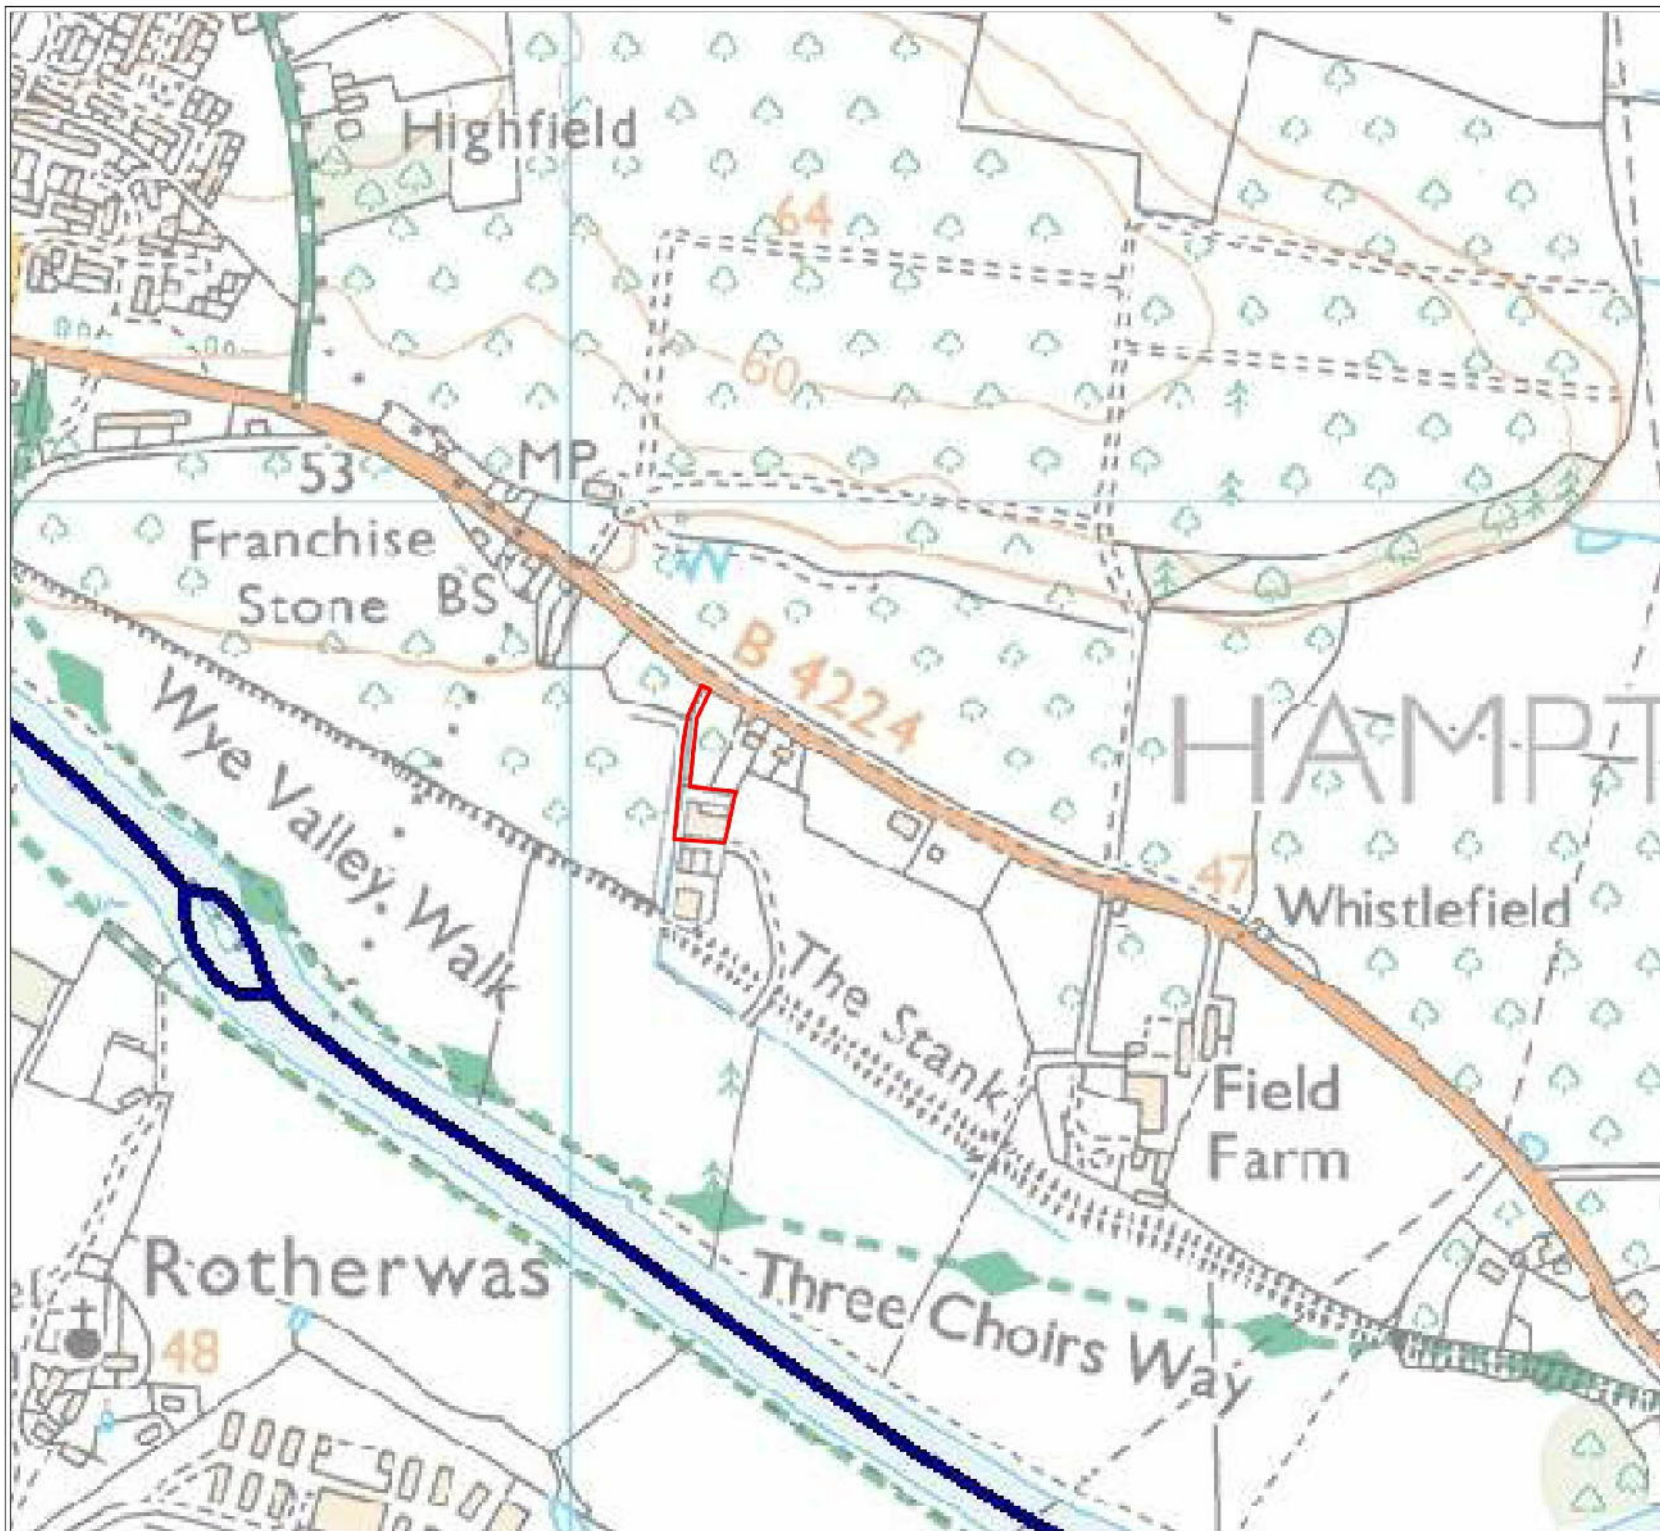 Highfield
64
60
MP
53
Franchise
Stone
BS
W
B 4224
HAMPT
Wye Valley Walk
47
Whistlefield
The Stank
Field
Farm
Rotherwas
Three Choirs Way
48